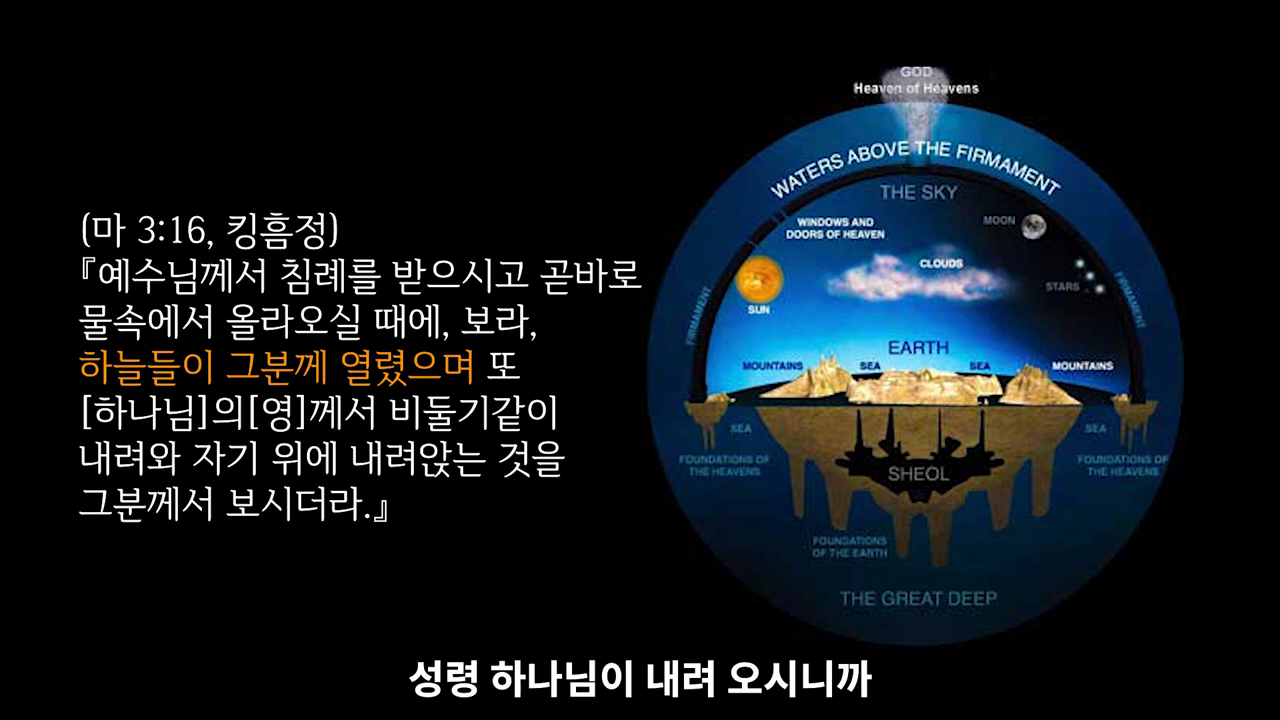 (마 3:16, 킹흠정)
『예수님께서 침례를 받으시고 곧바로
물속에서 올라오실 때에, 보라,
하늘들이 그분께 열렸으며 또
[하나님]의[영]께서 비둘기같이
내려와 자기 위에 내려앉는 것을
그분께서 보시더라.』
GOD
Heaven of Heavens
WATERS ABOVE THE FIRMAMENT
THE SKY
WINDOWS AND
DOORS OF HEAVEN
MOON
CLOUDS
STARS
SUN
FIRMAMENT
FIRMAMENT
EARTH
MOUNTAINS
SEA
SEA
MOUNTAINS
SEA
SEA
FOUNDATIONS OF
THE HEAVENS
SHEOL
FOUNDATIONS OF
THE HEAVENS
FOUNDATIONS
OF THE EARTH
THE GREAT DEEP
성령 하나님이 내려 오시니까